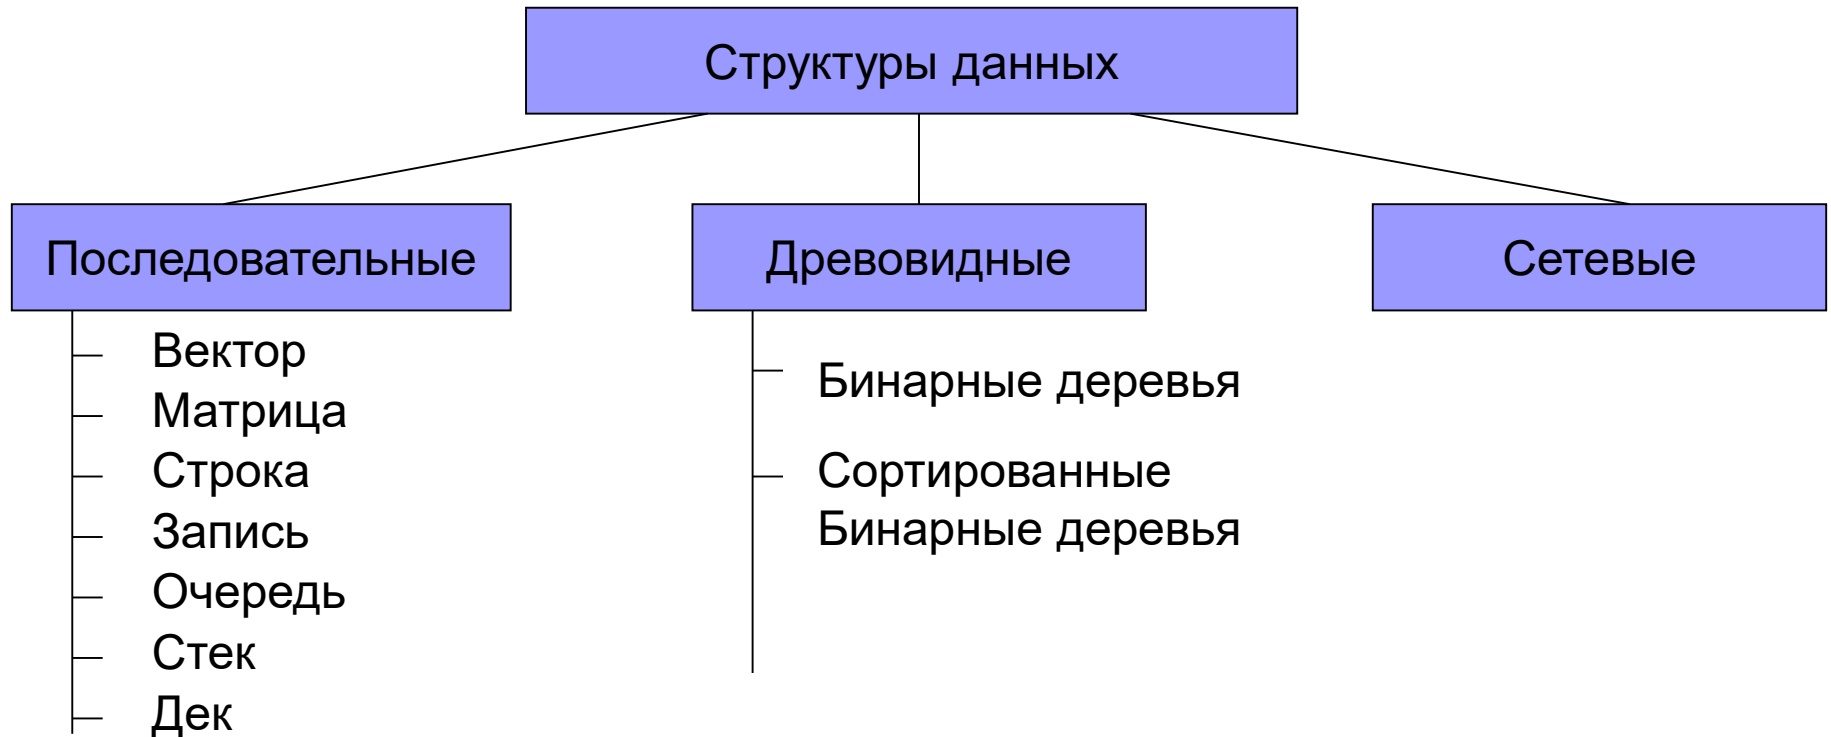 Структуры данных
Последовательные
Древовидные
Сетевые
Вектор
Матрица
Строка
Запись
Очередь
Стек
Дек
Бинарные деревья
Сортированные
Бинарные деревья